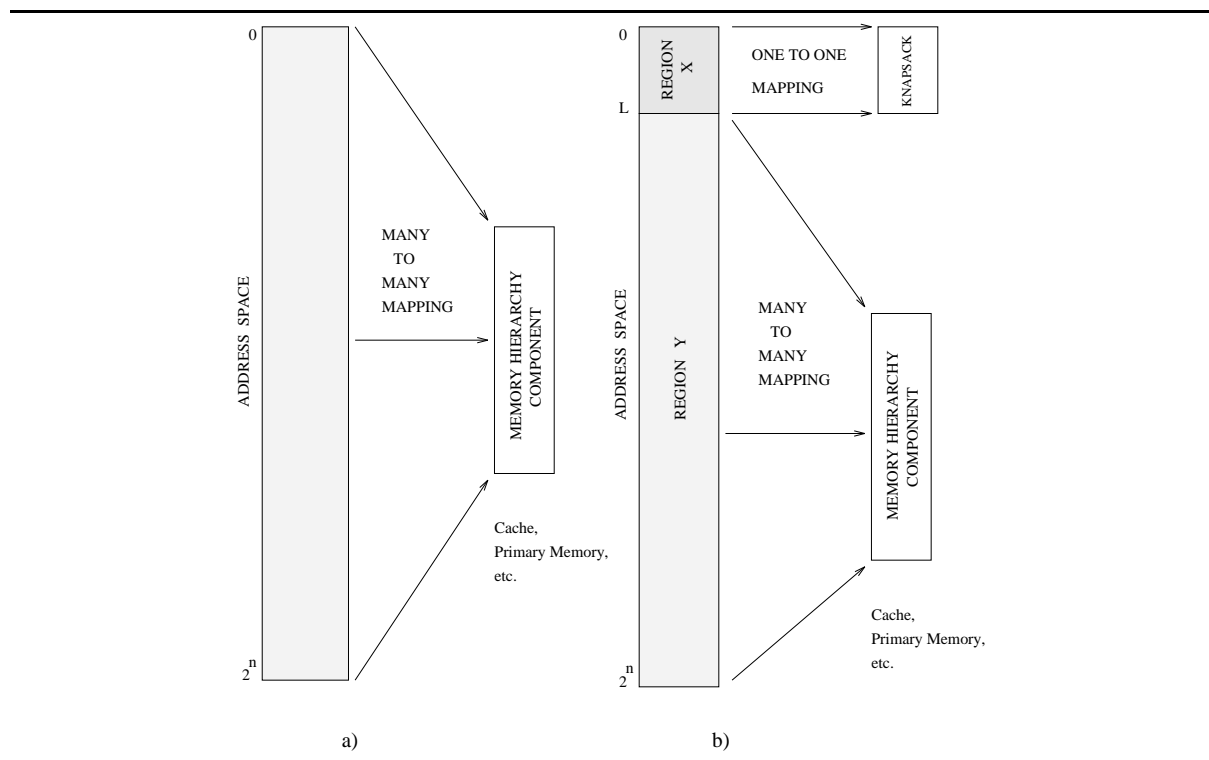 0
ADDRESS SPACE
2^n
MANY
TO
MANY
MAPPING
MEMORY HIERARCHY
COMPONENT
Cache,
Primary Memory,
etc.
a)
0
L
ADDRESS SPACE
2^n
REGION
X
REGION Y
ONE TO ONE
MAPPING
KNAPSACK
MANY
TO
MANY
MAPPING
MEMORY HIERARCHY
COMPONENT
Cache,
Primary Memory,
etc.
b)